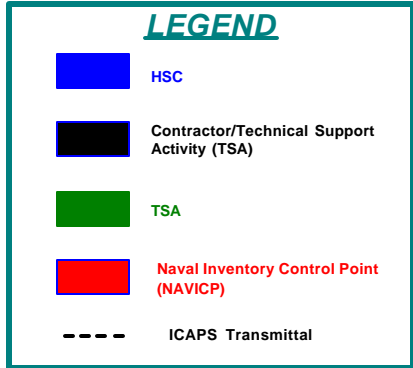 LEGEND
HSC
Contractor/Technical Support
Activity (TSA)
TSA
Naval Inventory Control Point
(NAVICP)
ICAPS Transmittal